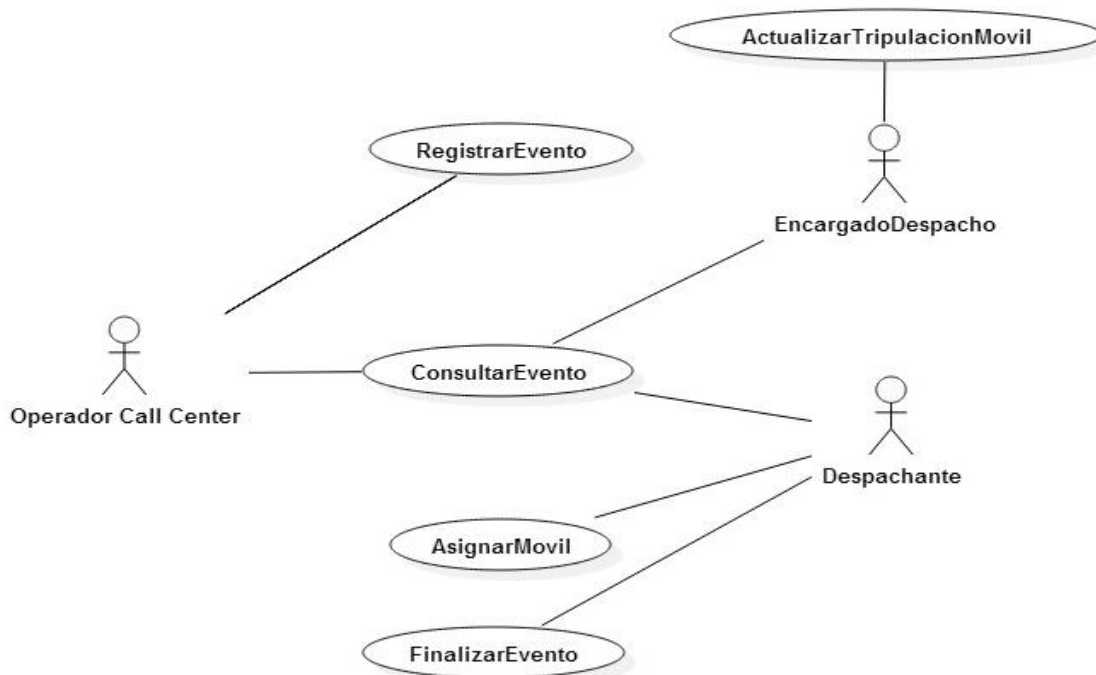 ActualizarTripulacionMovil
RegistrarEvento
EncargadoDespacho
ConsultarEvento
Operador Call Center
Despachante
AsignarMovil
FinalizarEvento